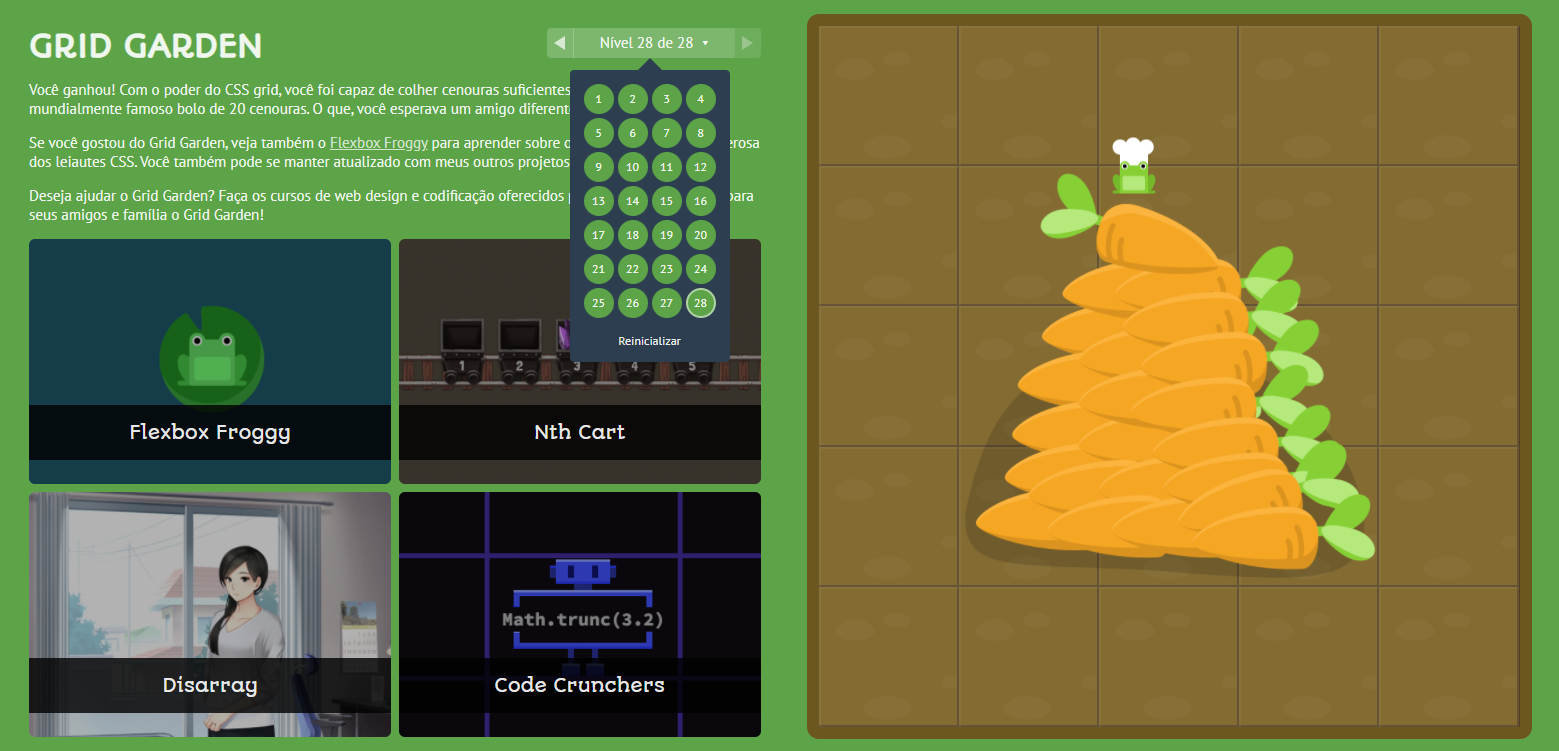 GRID GARDEN
Nível 28 de 28
Você ganhou! Com o poder do CSS grid, você foi capaz de colher cenouras suficientes
mundialmente famoso bolo de 20 cenouras. O que, você esperava um amigo
Se você gostou do Grid Garden, veja também o Flexbox Froggy para aprender sobre
dos leiautes CSS. Você também pode se manter atualizado com meus outros projetos
Deseja ajudar o Grid Garden? Faça os cursos de web design e codificação oferecidos para
seus amigos e família o Grid Garden!
1 2 3 4
5 6 7 8
9 10 11 12
13 14 15 16
17 18 19 20
21 22 23 24
25 26 27 28
Reinicializar
1 2 3 4 5
Flexbox Froggy
Nth Cart
Math.trunc(3.2)
Disarray
Code Crunchers